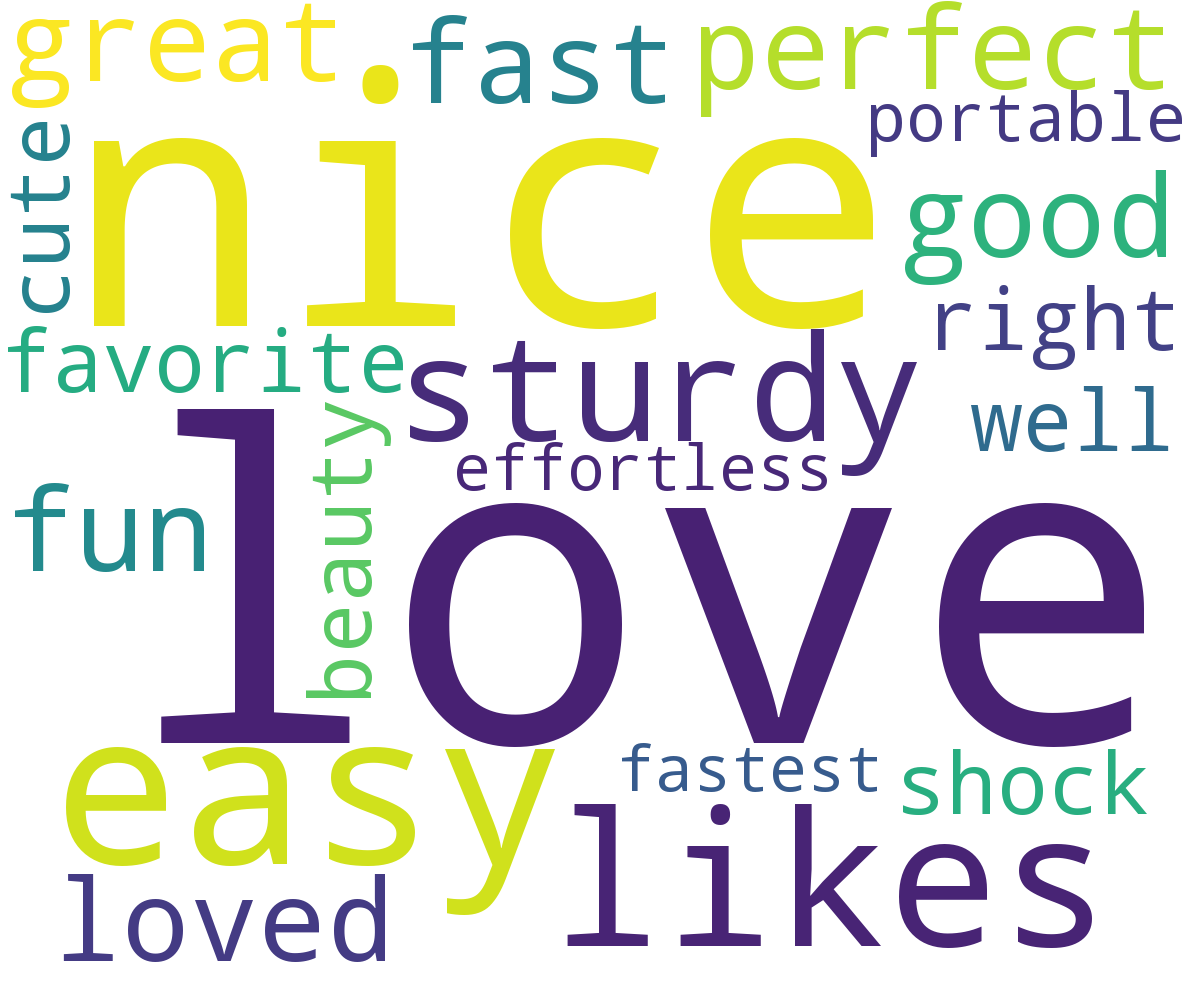 great
fast
perfect
portable
cute
nice
good
right
favorite
sturdy
well
effortless
beauty
fun
love
easy
fastest
shock
likes
loved